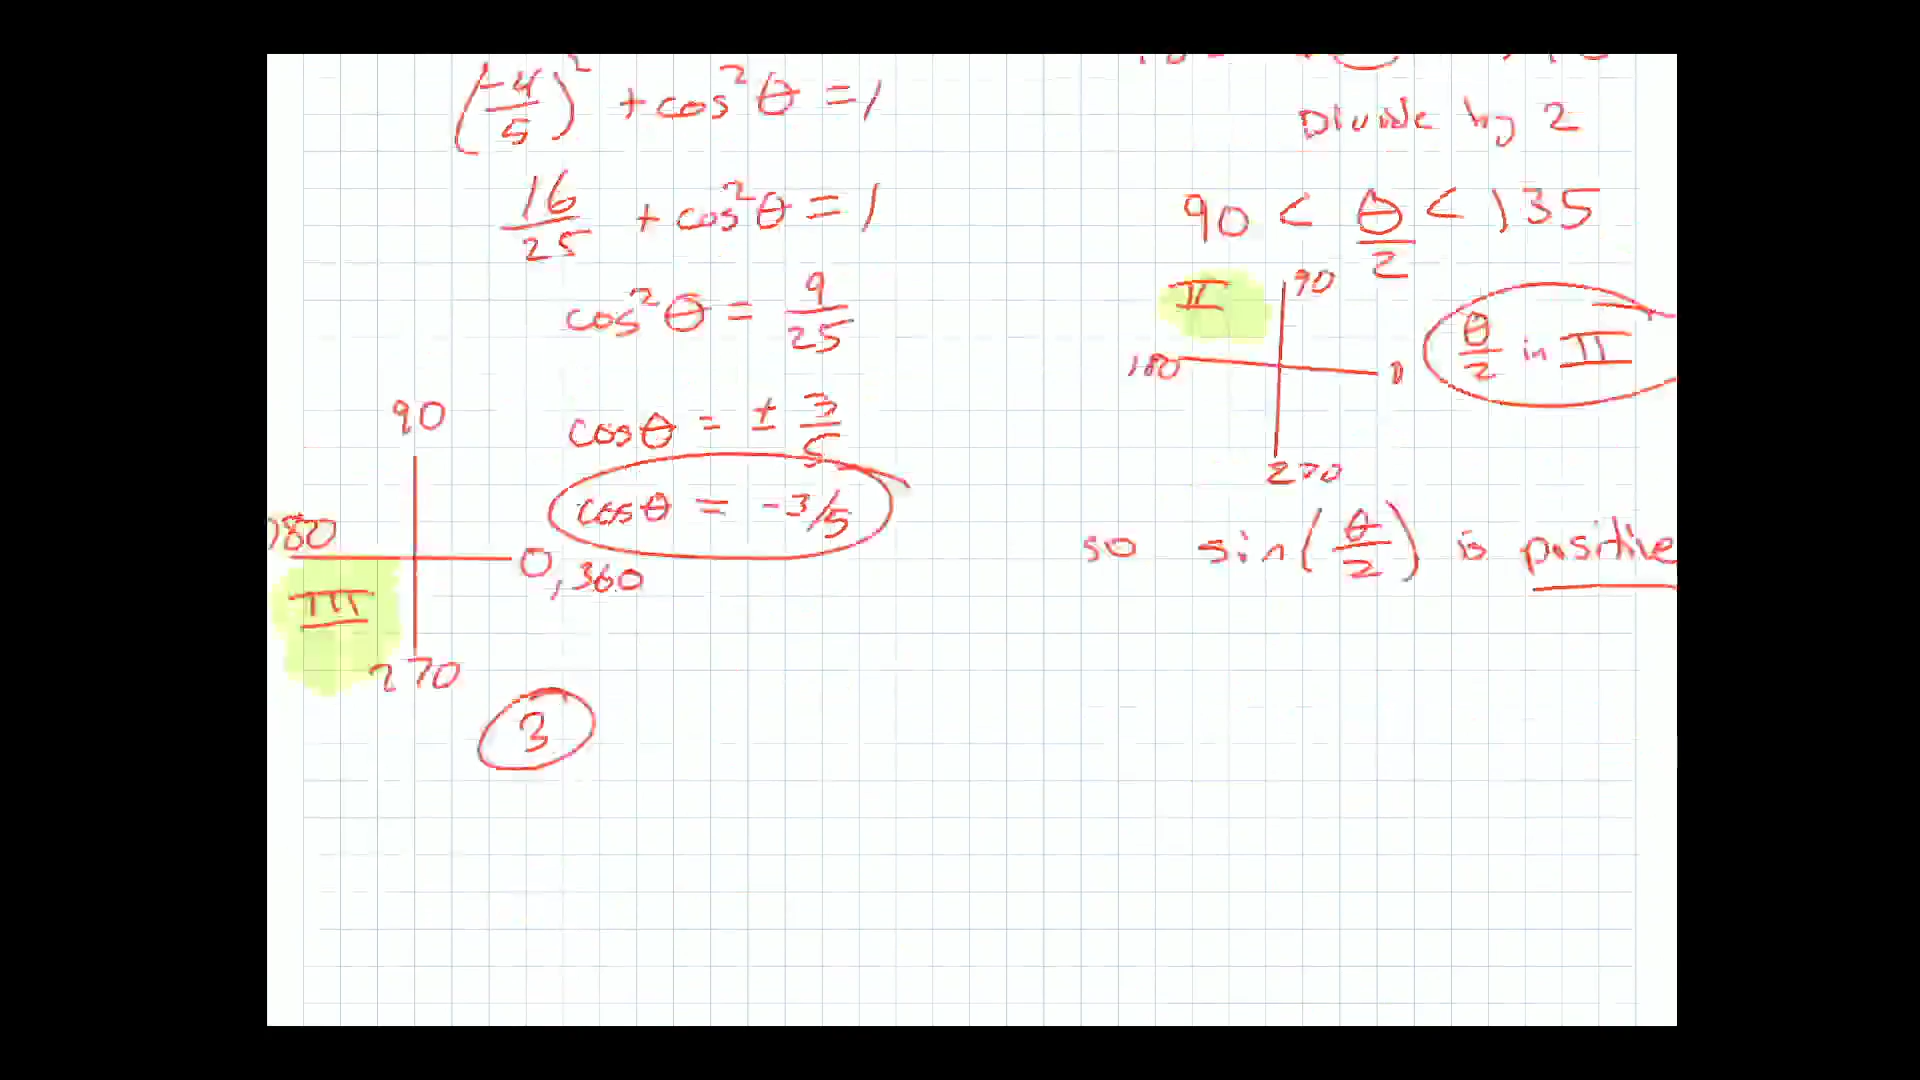 (-4/5)² + cos²θ = 1
16/25 + cos²θ = 1
cos²θ = 9/25
cosθ = ± 3/5
cosθ = -3/5
90
180
0, 360
III
270
3
Divide by 2
90 < θ/2 < 135
II
90
180
0
270
θ/2 in II
so sin(θ/2) is positive